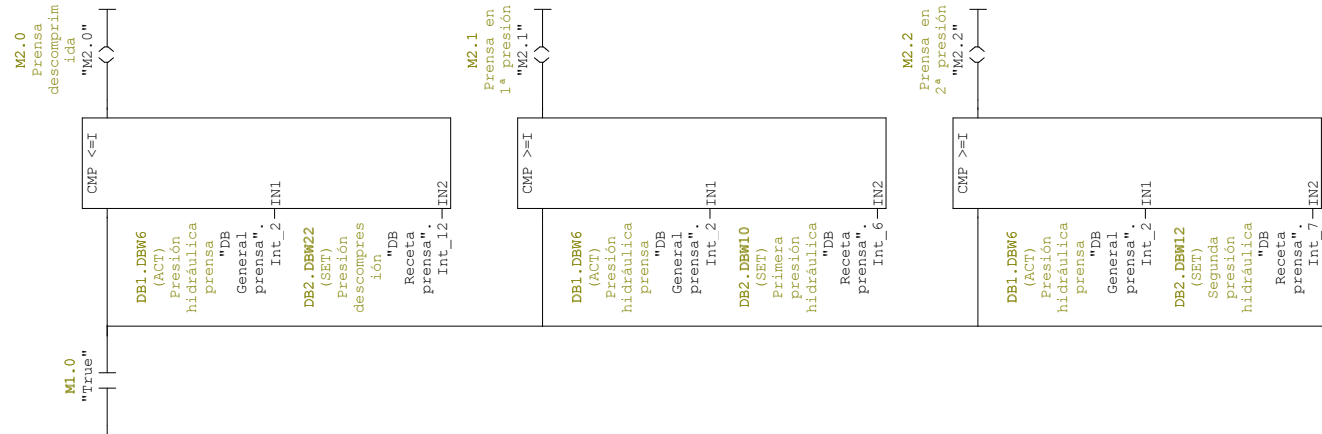 M1.0
"True"
CMP <=I
DB1.DBW6
(ACT)
Presión
hidráulica
prensa
"DB
General
prensa".
Int_2 IN1
DB2.DBW22
(SET)
Presión
descompres
ión
"DB
Receta
prensa".
Int_12 IN2
M2.0
Prensa
descomprim
ida
"M2.0"
CMP >=I
DB1.DBW6
(ACT)
Presión
hidráulica
prensa
"DB
General
prensa".
Int_2 IN1
DB2.DBW10
(SET)
Primera
presión
hidráulica
"DB
Receta
prensa".
Int_6 IN2
M2.1
Prensa en
1ª presión
"M2.1"
CMP >=I
DB1.DBW6
(ACT)
Presión
hidráulica
prensa
"DB
General
prensa".
Int_2 IN1
DB2.DBW12
(SET)
Segunda
presión
hidráulica
"DB
Receta
prensa".
Int_7 IN2
M2.2
Prensa en
2ª presión
"M2.2"